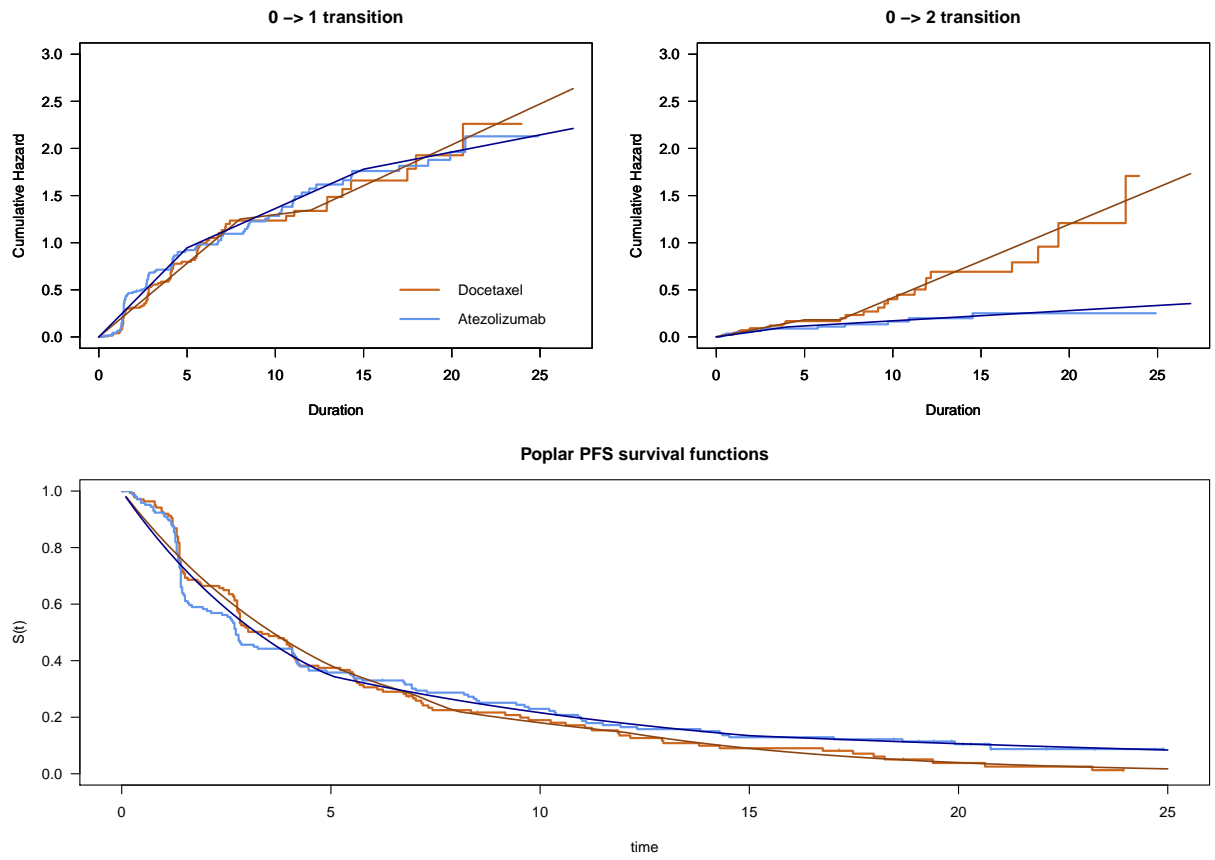 0 −> 1 transition
0 −> 2 transition
Cumulative Hazard
3.0
2.5
2.0
1.5
1.0
0.5
0.0
Docetaxel
Atezolizumab
0 5 10 15 20 25
Duration
Cumulative Hazard
3.0
2.5
2.0
1.5
1.0
0.5
0.0
0 5 10 15 20 25
Duration
Poplar PFS survival functions
S(t)
1.0
0.8
0.6
0.4
0.2
0.0
0 5 10 15 20 25
time